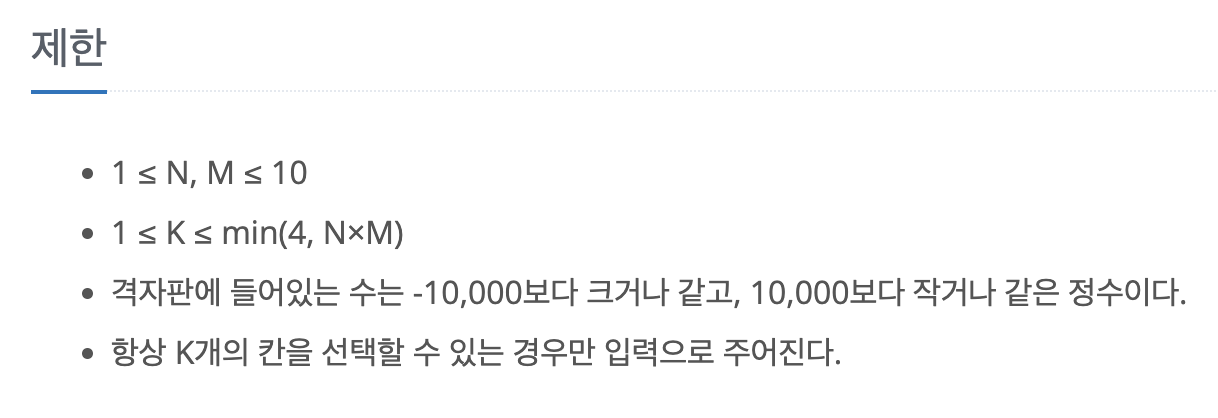 제한
• 1 ≤ N, M ≤ 10
• 1 ≤ K ≤ min(4, N×M)
• 격자판에 들어있는 수는 -10,000보다 크거나 같고, 10,000보다 작거나 같은 정수이다.
• 항상 K개의 칸을 선택할 수 있는 경우만 입력으로 주어진다.